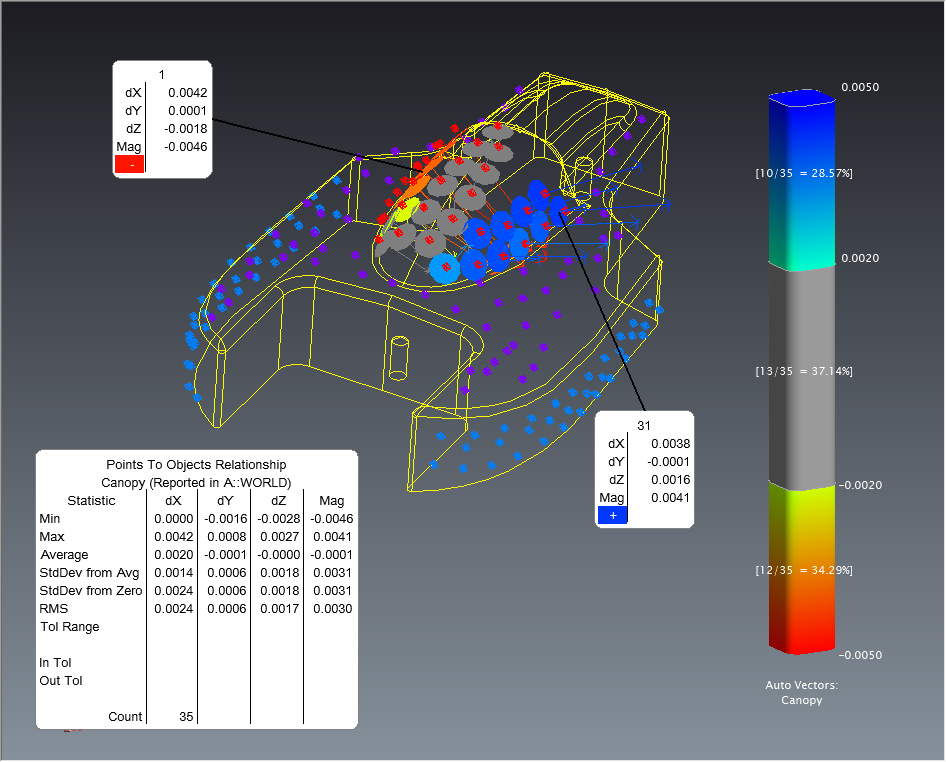 1
dX 0.0042
dY 0.0001
dZ -0.0018
Mag -0.0046
-
0.0050
[10/35 = 28.57%]
0.0020
[13/35 = 37.14%]
-0.0020
[12/35 = 34.29%]
-0.0050
Auto Vectors:
Canopy
31
dX 0.0038
dY -0.0001
dZ 0.0016
Mag 0.0041
+
Points To Objects Relationship
Canopy (Reported in A::WORLD)
Statistic dX dY dZ Mag
Min 0.0000 -0.0016 -0.0028 -0.0046
Max 0.0042 0.0008 0.0027 0.0041
Average 0.0020 -0.0001 -0.0000 -0.0001
StdDev from Avg 0.0014 0.0006 0.0018 0.0031
StdDev from Zero 0.0024 0.0006 0.0018 0.0031
RMS 0.0024 0.0006 0.0017 0.0030
Tol Range
In Tol
Out Tol
Count 35